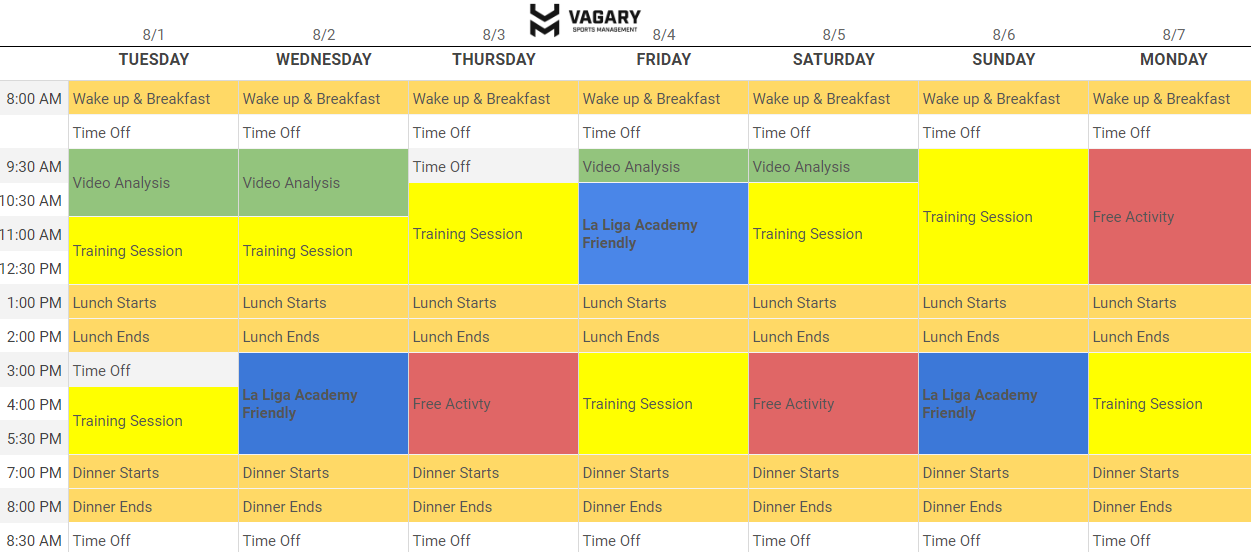 VAGARY
SPORTS MANAGEMENT
8/1 8/2 8/3 8/4 8/5 8/6 8/7
TUESDAY WEDNESDAY THURSDAY FRIDAY SATURDAY SUNDAY MONDAY
8:00 AM Wake up & Breakfast Wake up & Breakfast Wake up & Breakfast Wake up & Breakfast Wake up & Breakfast Wake up & Breakfast Wake up & Breakfast
Time Off Time Off Time Off Time Off Time Off Time Off Time Off
9:30 AM Time Off Video Analysis Video Analysis
Video Analysis Video Analysis
10:30 AM
Training Session Free Activity
La Liga Academy
11:00 AM Training Session Training Session
Friendly
Training Session Training Session
12:30 PM
1:00 PM Lunch Starts Lunch Starts Lunch Starts Lunch Starts Lunch Starts Lunch Starts Lunch Starts
2:00 PM Lunch Ends Lunch Ends Lunch Ends Lunch Ends Lunch Ends Lunch Ends Lunch Ends
3:00 PM Time Off
La Liga Academy La Liga Academy
4:00 PM Free Activty Training Session Free Activity Training Session
Friendly Friendly
Training Session
5:30 PM
7:00 PM Dinner Starts Dinner Starts Dinner Starts Dinner Starts Dinner Starts Dinner Starts Dinner Starts
8:00 PM Dinner Ends Dinner Ends Dinner Ends Dinner Ends Dinner Ends Dinner Ends Dinner Ends
8:30 AM Time Off Time Off Time Off Time Off Time Off Time Off Time Off